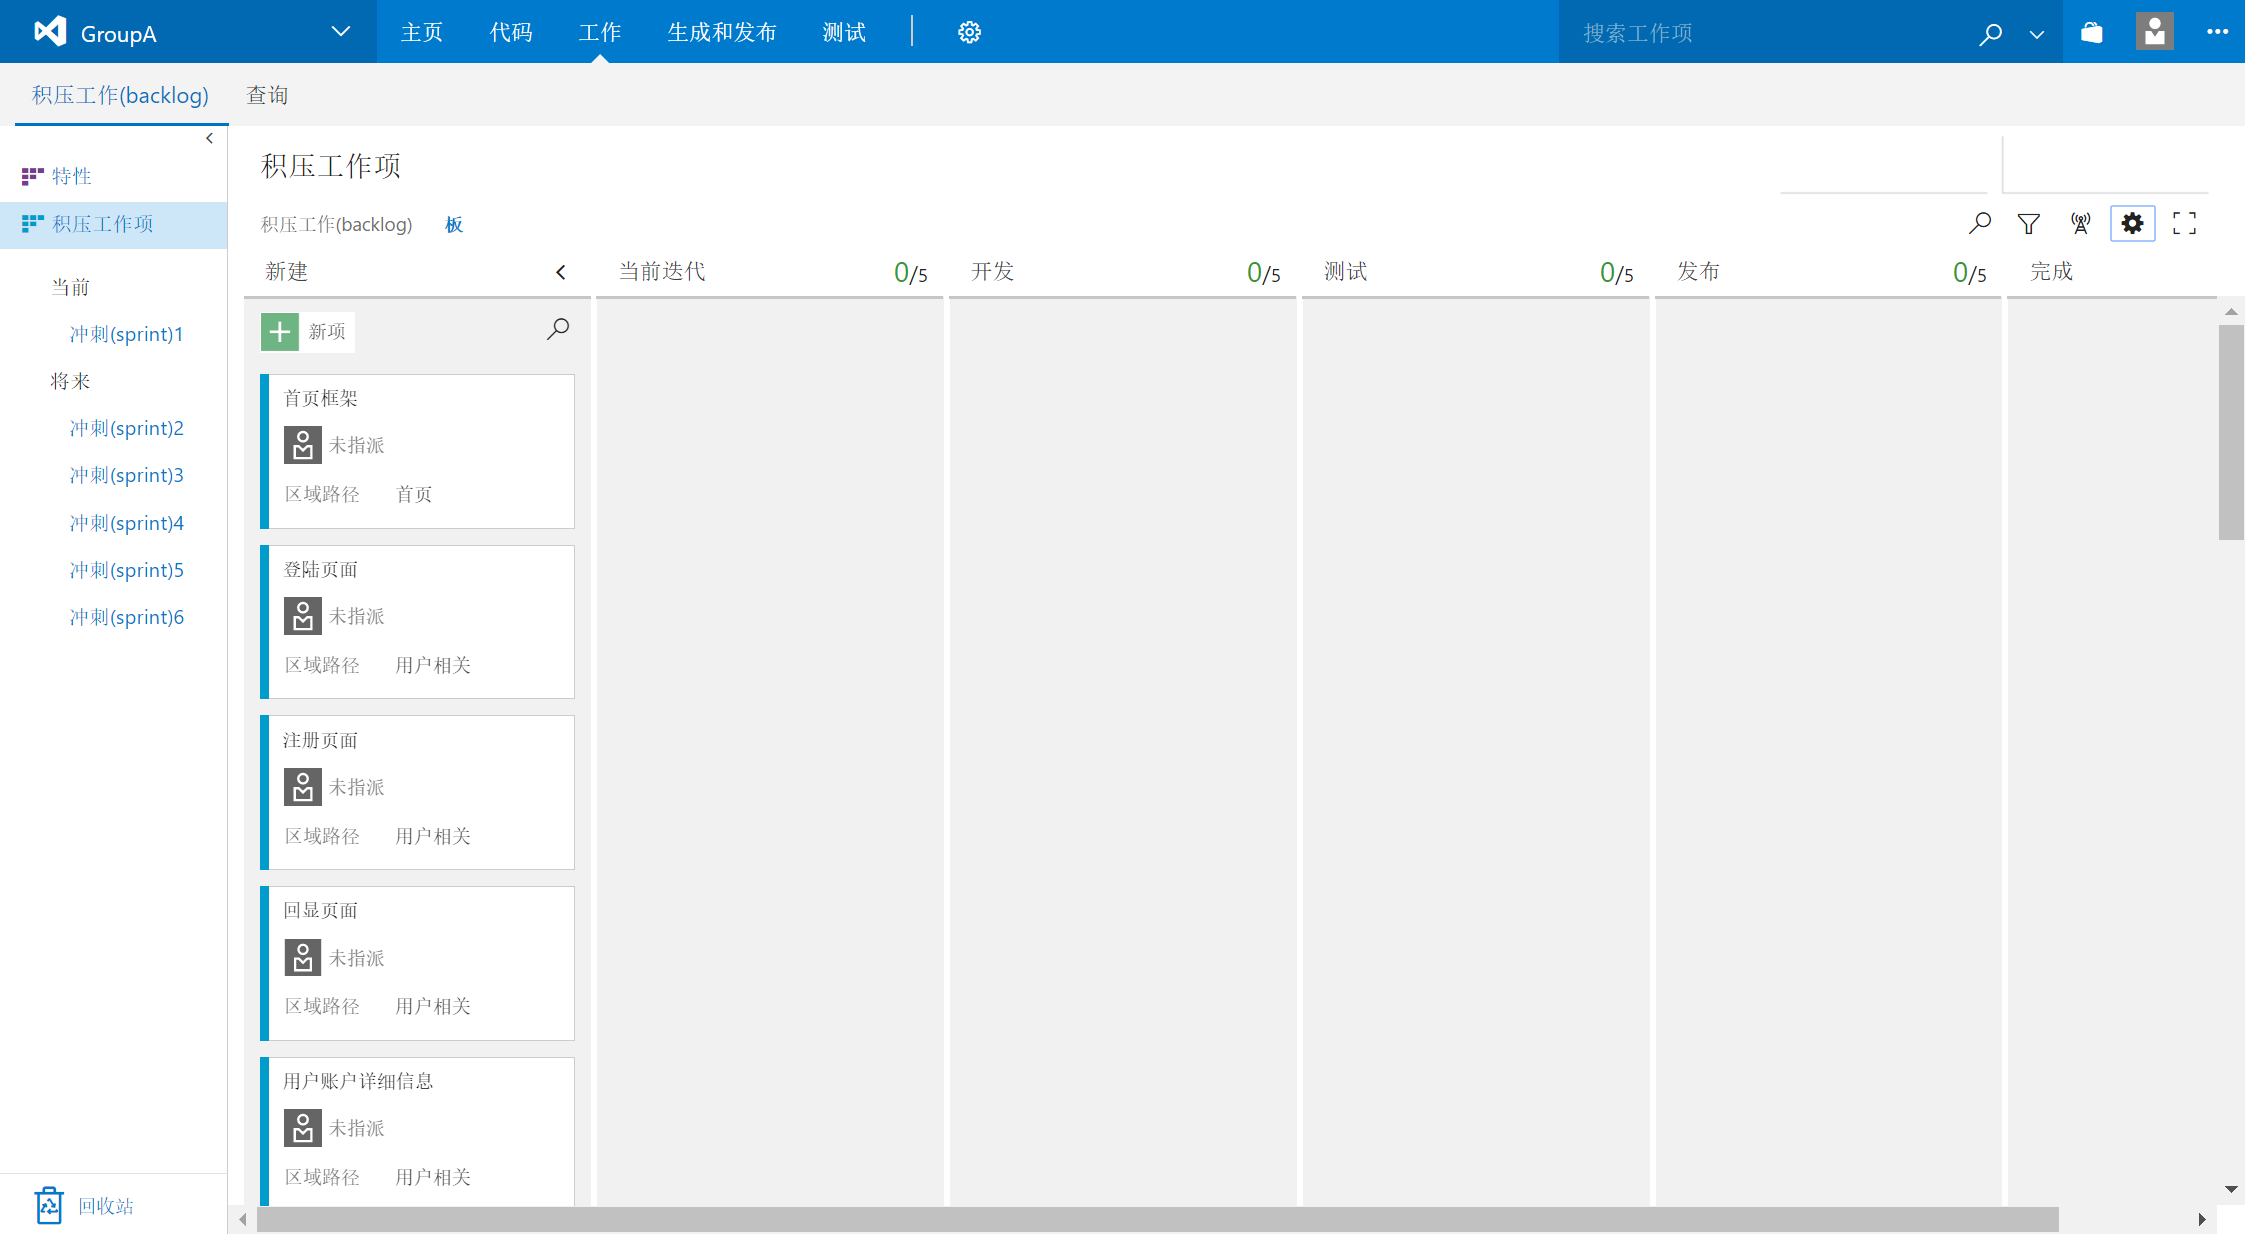 GroupA 主页 代码 工作 生成和发布 测试 搜索工作项
积压工作(backlog) 查询
特性
积压工作项
当前
冲刺(sprint)1
将来
冲刺(sprint)2
冲刺(sprint)3
冲刺(sprint)4
冲刺(sprint)5
冲刺(sprint)6
回收站
积压工作项
积压工作(backlog) 板
新建 当前迭代 0/5 开发 0/5 测试 0/5 发布 0/5 完成
新项
首页框架
未指派
区域路径 首页
登陆页面
未指派
区域路径 用户相关
注册页面
未指派
区域路径 用户相关
回显页面
未指派
区域路径 用户相关
用户账户详细信息
未指派
区域路径 用户相关